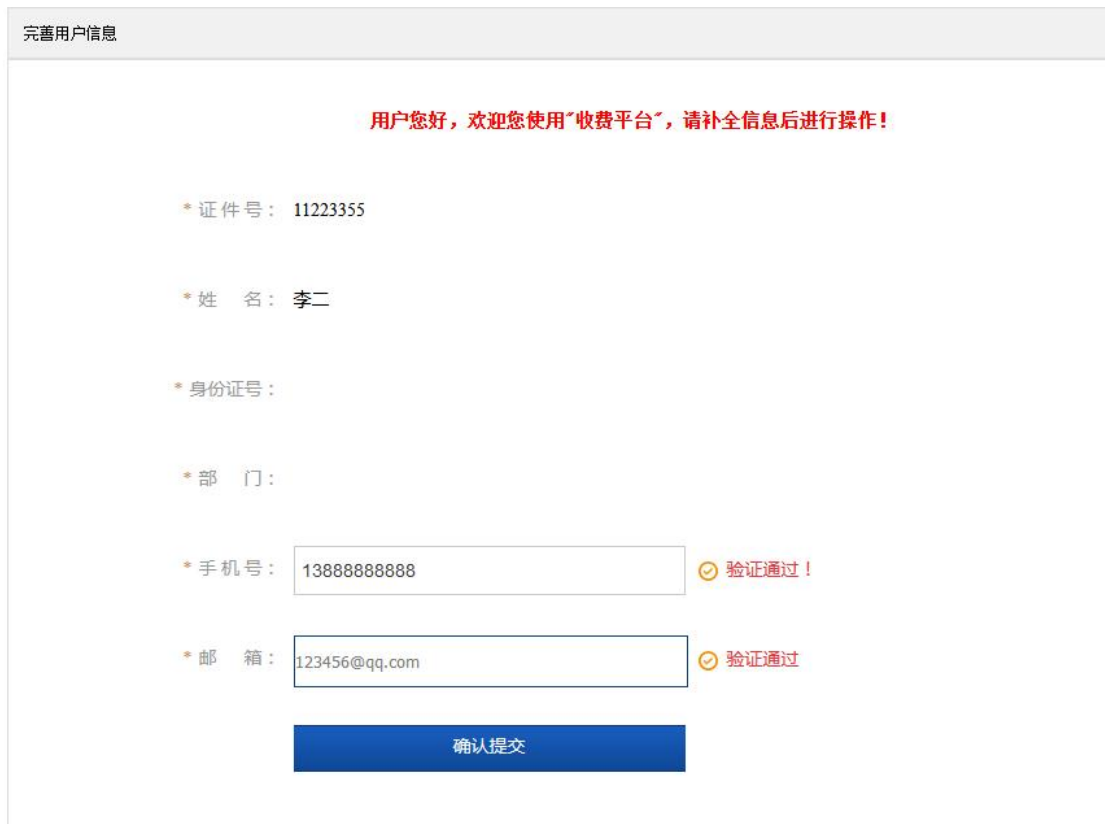 完善用户信息
用户您好，欢迎您使用"收费平台"，请补全信息后进行操作！
* 证 件 号： 11223355
* 姓 名： 李二
* 身份证号：
* 部 门：
* 手 机 号： 13888888888 验证通过！
* 邮 箱： 123456@qq.com 验证通过
确认提交